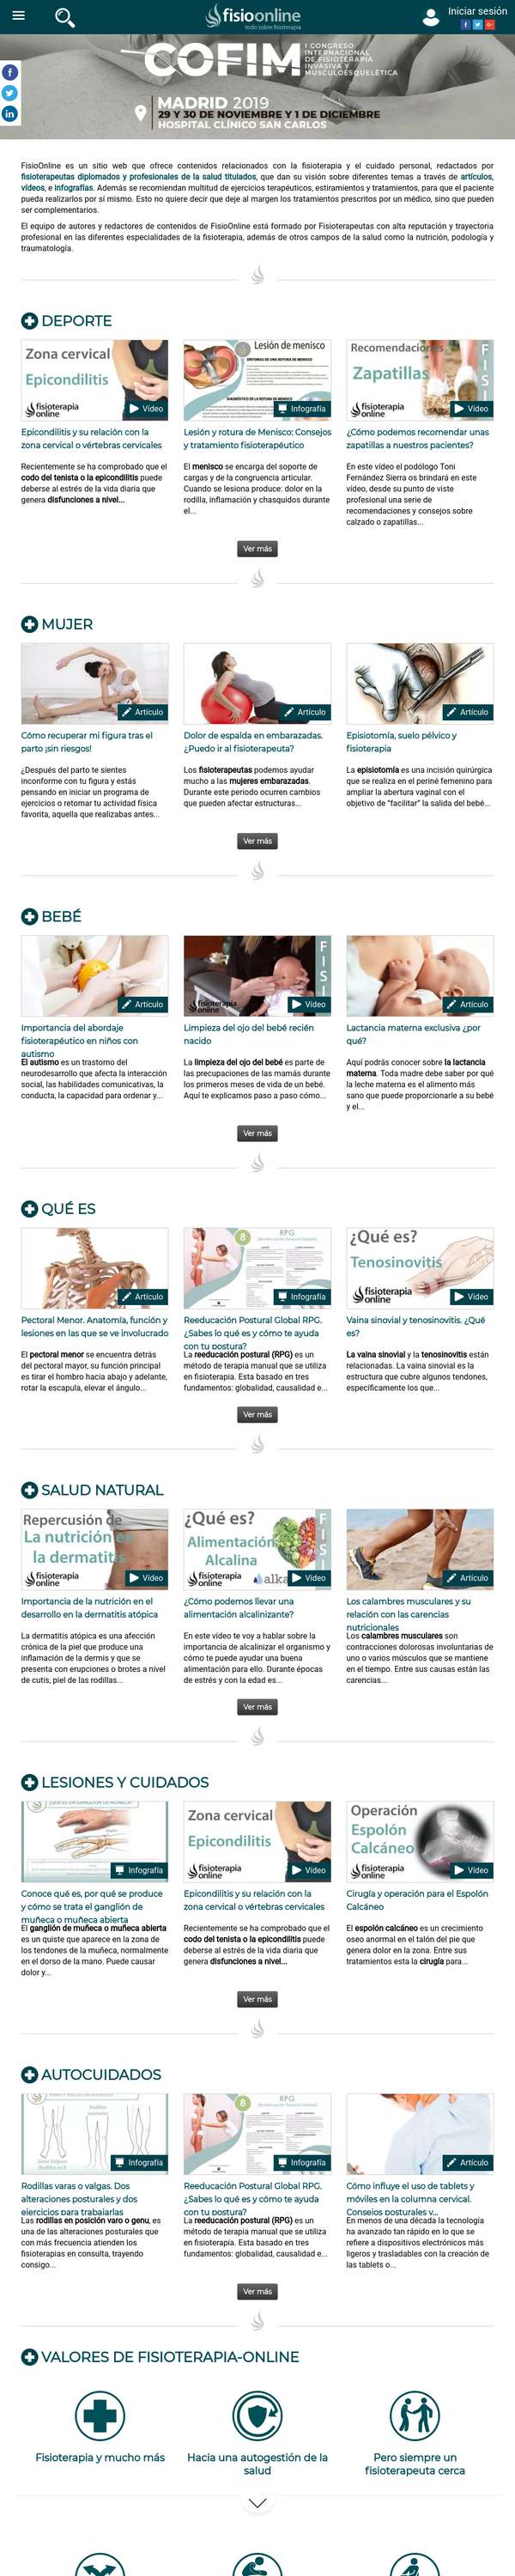 fisioonline
todo sobre fisioterapia
Iniciar sesión
COFIM
I CONGRESO
INTERNACIONAL
DE FISIOTERAPIA
INVASIVA Y
MUSCULOESQUELÉTICA
MADRID 2019
29 Y 30 DE NOVIEMBRE Y 1 DE DICIEMBRE
HOSPITAL CLÍNICO SAN CARLOS
FisioOnline es un sitio web que ofrece contenidos relacionados con la fisioterapia y el cuidado personal, redactados por
fisioterapeutas diplomados y profesionales de la salud titulados, que dan su visión sobre diferentes temas a través de artículos,
vídeos, e infografías. Además se recomiendan multitud de ejercicios terapéuticos, estiramientos y tratamientos, para que el paciente
pueda realizarlos por sí mismo. Esto no quiere decir que deje al margen los tratamientos prescritos por un médico, sino que pueden
ser complementarios.
El equipo de autores y redactores de contenidos de FisioOnline está formado por Fisioterapeutas con alta reputación y trayectoria
profesional en las diferentes especialidades de la fisioterapia, además de otros campos de la salud como la nutrición, podología y
traumatología.
DEPORTE
Zona cervical
Epicondilitis
fisioterapia
online
Vídeo
Lesión de menisco
Infografía
Recomendaciones
Zapatillas
FIS
fisioterapia
online
Vídeo
Epicondilitis y su relación con la
zona cervical o vértebras cervicales
Recientemente se ha comprobado que el
codo del tenista o la epicondilitis puede
deberse al estrés de la vida diaria que
genera disfunciones a nivel...
Lesión y rotura de Menisco: Consejos
y tratamiento fisioterapéutico
El menisco se encarga del soporte de
cargas y de la congruencia articular.
Cuando se lesiona produce: dolor en la
rodilla, inflamación y chasquidos durante
el...
¿Cómo podemos recomendar unas
zapatillas a nuestros pacientes?
En este vídeo el podólogo Toni
Fernández Sierra os brindará en este
vídeo, desde su punto de viste
profesional una serie de
recomendaciones y consejos sobre
calzado o zapatillas...
Ver más
MUJER
Artículo
Artículo
Artículo
Cómo recuperar mi figura tras el
parto ¡sin riesgos!
¿Después del parto te sientes
inconforme con tu figura y estás
pensando en iniciar un programa de
ejercicios o retomar tu actividad física
favorita, aquella que realizabas antes...
Dolor de espalda en embarazadas.
¿Puedo ir al fisioterapeuta?
Los fisioterapeutas podemos ayudar
mucho a las mujeres embarazadas.
Durante este periodo ocurren cambios
que pueden afectar estructuras...
Episiotomía, suelo pélvico y
fisioterapia
La episiotomía es una incisión quirúrgica
que se realiza en el periné femenino para
ampliar la abertura vaginal con el
objetivo de "facilitar" la salida del bebé...
Ver más
BEBÉ
Artículo
FISI
fisioterapia
online
Vídeo
Artículo
Importancia del abordaje
fisioterapéutico en niños con
autismo
El autismo es un trastorno del
neurodesarrollo que afecta la interacción
social, las habilidades comunicativas, la
conducta, la capacidad para ordenar y...
Limpieza del ojo del bebé recién
nacido
La limpieza del ojo del bebé es parte de
las precupaciones de las mamás durante
los primeros meses de vida de un bebé.
Aquí te explicamos paso a paso cómo...
Lactancia materna exclusiva ¿por
qué?
Aquí podrás conocer sobre la lactancia
materna. Toda madre debe saber por qué
la leche materna es el alimento más
sano que puede proporcionarle a su bebé
y el...
Ver más
QUÉ ES
Artículo
8
RPG
Infografía
¿Qué es?
Tenosinovitis
fisioterapia
online
Vídeo
Pectoral Menor. Anatomía, función y
lesiones en las que se ve involucrado
El pectoral menor se encuentra detrás
del pectoral mayor, su función principal
es tirar el hombro hacia abajo y adelante,
rotar la escapula, elevar el ángulo...
Reeducación Postural Global RPG.
¿Sabes lo qué es y cómo te ayuda
con tu postura?
La reeducación postural (RPG) es un
método de terapia manual que se utiliza
en fisioterapia. Esta basado en tres
fundamentos: globalidad, causalidad e...
Vaina sinovial y tenosinovitis. ¿Qué
es?
La vaina sinovial y la tenosinovitis están
relacionadas. La vaina sinovial es la
estructura que cubre algunos tendones,
específicamente los que...
Ver más
SALUD NATURAL
Repercusión de
La nutrición en
la dermatitis
fisioterapia
online
Vídeo
¿Qué es?
Alimentación
Alcalina
FIS
fisioterapia
online
alka
Vídeo
Artículo
Importancia de la nutrición en el
desarrollo en la dermatitis atópica
La dermatitis atópica es una afección
crónica de la piel que produce una
inflamación de la dermis y que se
presenta con erupciones o brotes a nivel
de cutis, piel de las rodillas...
¿Cómo podemos llevar una
alimentación alcalinizante?
En este vídeo te voy a hablar sobre la
importancia de alcalinizar el organismo y
cómo te puede ayudar una buena
alimentación para ello. Durante épocas
de estrés y con la edad es...
Los calambres musculares y su
relación con las carencias
nutricionales
Los calambres musculares son
contracciones dolorosas involuntarias de
uno o varios músculos que se mantiene
en el tiempo. Entre sus causas están las
carencias...
Ver más
LESIONES Y CUIDADOS
Infografía
Zona cervical
Epicondilitis
fisioterapia
online
Vídeo
Operación
Espolón
Calcáneo
fisioterapia
online
Vídeo
Conoce qué es, por qué se produce
y cómo se trata el ganglión de
muñeca o muñeca abierta
El ganglión de muñeca o muñeca abierta
es un quiste que aparece en la zona de
los tendones de la muñeca, normalmente
en el dorso de la mano. Puede causar
dolor y...
Epicondilitis y su relación con la
zona cervical o vértebras cervicales
Recientemente se ha comprobado que el
codo del tenista o la epicondilitis puede
deberse al estrés de la vida diaria que
genera disfunciones a nivel...
Cirugía y operación para el Espolón
Calcáneo
El espolón calcáneo es un crecimiento
oseo anormal en el talón del pie que
genera dolor en la zona. Entre sus
tratamientos esta la cirugía para...
Ver más
AUTOCUIDADOS
Infografía
8
RPG
Infografía
Artículo
Rodillas varas o valgas. Dos
alteraciones posturales y dos
ejercicios para trabajarlas
Las rodillas en posición varo o genu, es
una de las alteraciones posturales que
con más frecuencia atienden los
fisioterapias en consulta, trayendo
consigo...
Reeducación Postural Global RPG.
¿Sabes lo qué es y cómo te ayuda
con tu postura?
La reeducación postural (RPG) es un
método de terapia manual que se utiliza
en fisioterapia. Esta basado en tres
fundamentos: globalidad, causalidad e...
Cómo influye el uso de tablets y
móviles en la columna cervical.
Consejos posturales y...
En menos de una década la tecnología
ha avanzado tan rápido en lo que se
refiere a dispositivos electrónicos más
ligeros y trasladables con la creación de
las tablets o...
Ver más
VALORES DE FISIOTERAPIA-ONLINE
Fisioterapia y mucho más
Hacia una autogestión de la
salud
Pero siempre un
fisioterapeuta cerca